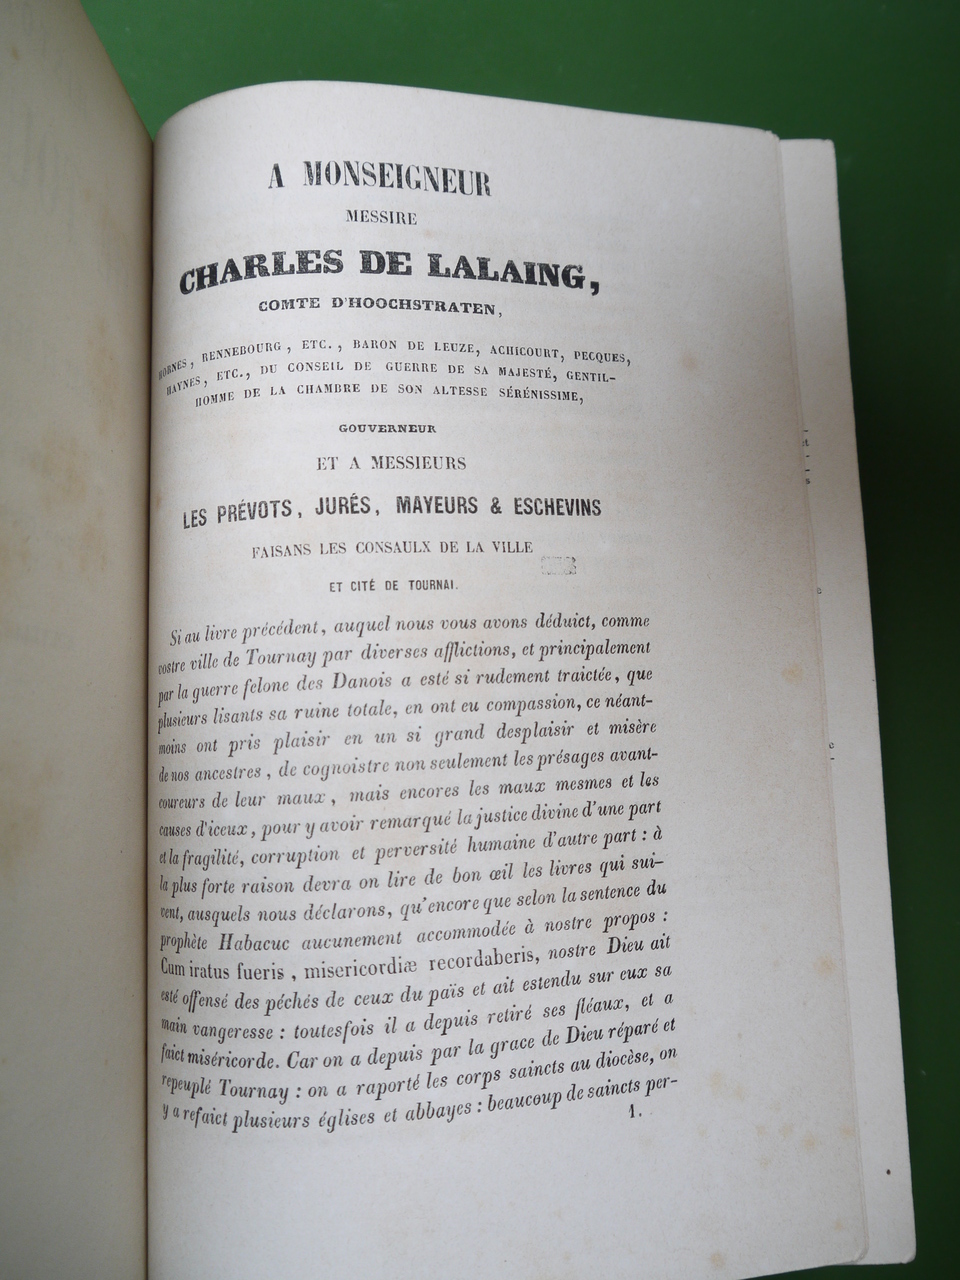 A MONSEIGNEUR
MESSIRE
CHARLES DE LALAING,
COMTE D'HOOCHSTRATEN,
HORNES, RENNEBOURG, ETC., BARON DE LEUZE, ACHICOURT, PECQUES,
HAYNES, ETC., DU CONSEIL DE GUERRE DE SA MAJESTÉ, GENTIL-
HOMME DE LA CHAMBRE DE SON ALTESSE SÉRÉNISSIME,
GOUVERNEUR
ET A MESSIEURS
LES PRÉVOTS, JURÉS, MAYEURS & ESCHEVINS
FAISANS LES CONSAULX DE LA VILLE
ET CITÉ DE TOURNAI.
Si au livre précédent, auquel nous vous avons déduict, comme
vostre ville de Tournay par diverses afflictions, et principalement
par la guerre felone des Danois a esté si rudement traictée, que
plusieurs lisants sa ruine totale, en ont eu compassion, ce néant-
moins ont pris plaisir en un si grand desplaisir et misère
de nos ancestres, de cognoistre non seulement les présages avant-
coureurs de leur maux, mais encores les maux mesmes et les
causes d'iceux, pour y avoir remarqué la justice divine d'une part
et la fragilité, corruption et perversité humaine d'autre part : à
la plus forte raison devra on lire de bon œil les livres qui sui-
vent, ausquels nous déclarons, qu'encore que selon la sentence du
prophète Habacuc aucunement accommodée à nostre propos :
Cum iratus fueris, misericordiæ recordaberis, nostre Dieu ait
esté offensé des péchés de ceux du païs et ait estendu sur eux sa
main vangeresse : toutesfois il a depuis retiré ses fléaux, et a
faict miséricorde. Car on a depuis par la grace de Dieu réparé et
repeuplé Tournay : on a raporté les corps saincts au diocèse, on
y a refaict plusieurs églises et abbayes : beaucoup de saincts per-
1.